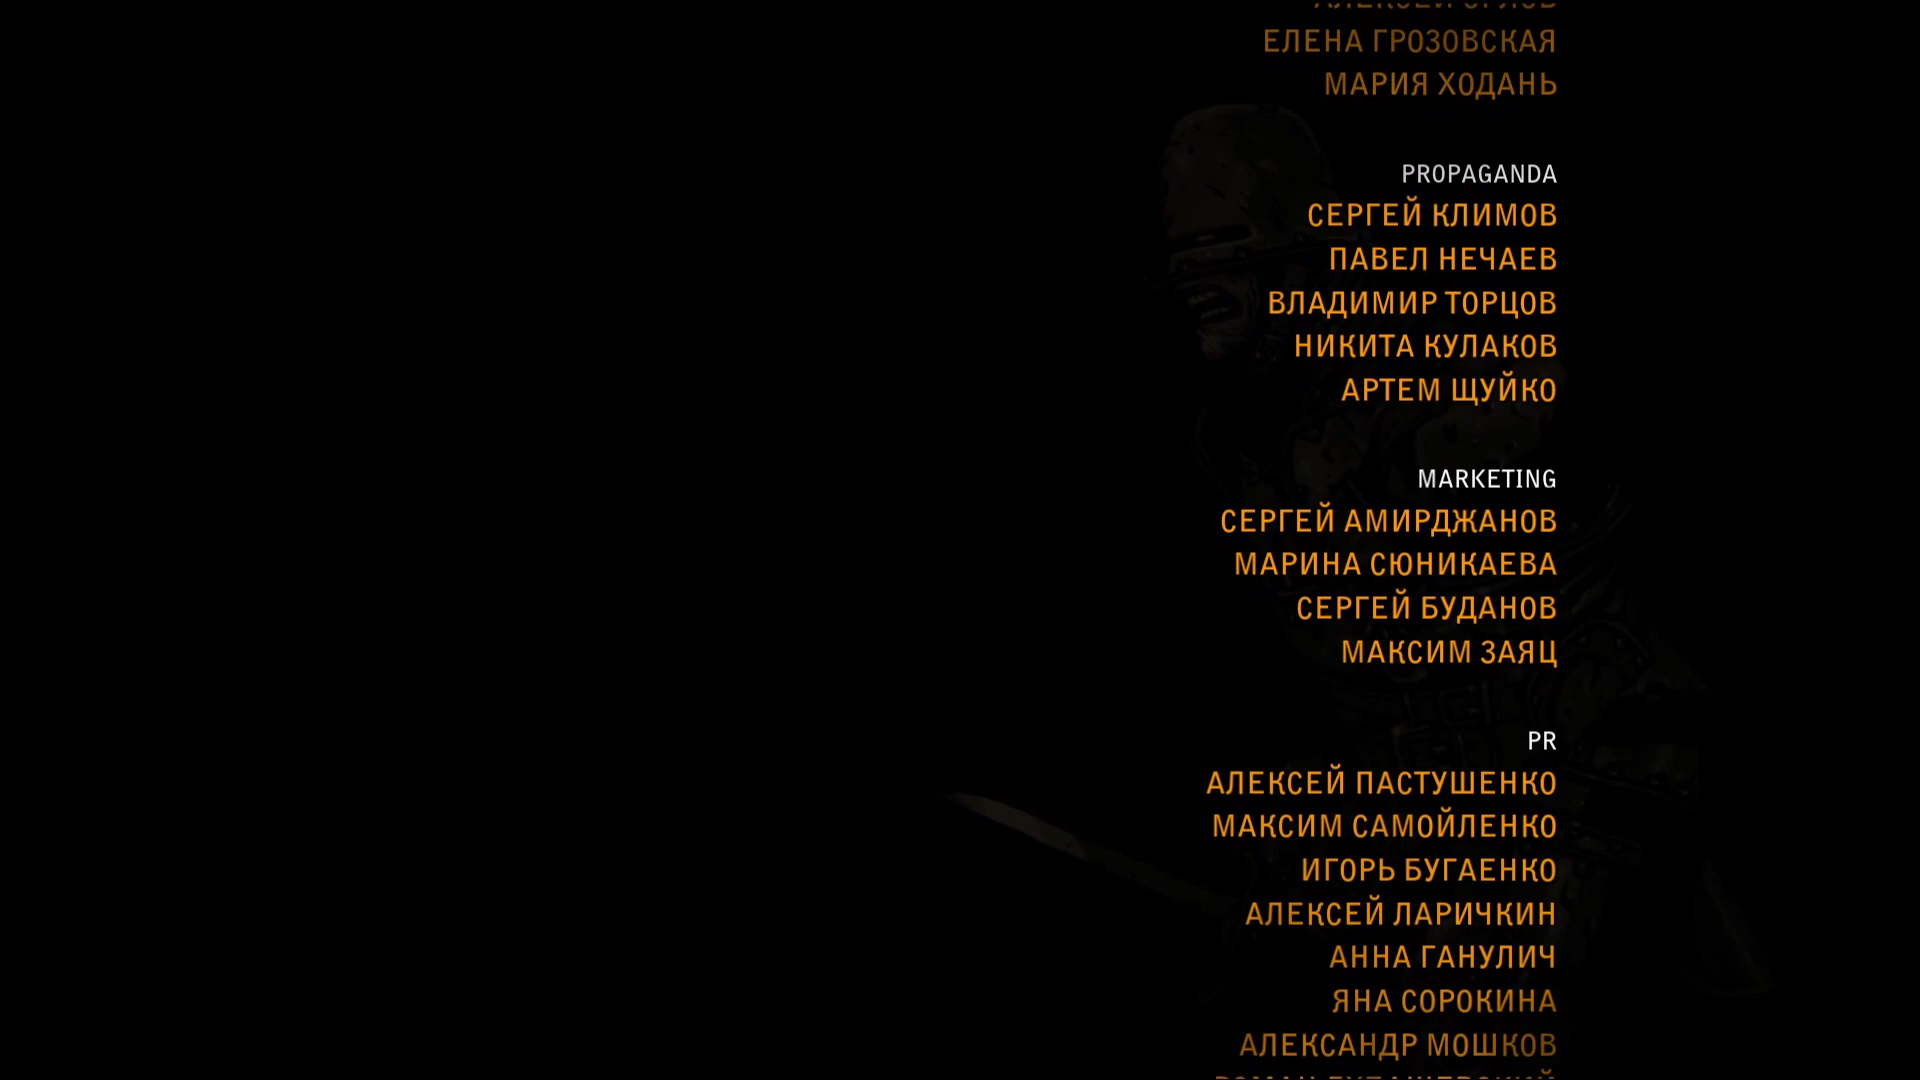 ЕЛЕНА ГРОЗОВСКАЯ
МАРИЯ ХОДАНЬ
PROPAGANDA
СЕРГЕЙ КЛИМОВ
ПАВЕЛ НЕЧАЕВ
ВЛАДИМИР ТОРЦОВ
НИКИТА КУЛАКОВ
АРТЕМ ЩУЙКО
MARKETING
СЕРГЕЙ АМИРДЖАНОВ
МАРИНА СЮНИКАЕВА
СЕРГЕЙ БУДАНОВ
МАКСИМ ЗАЯЦ
PR
АЛЕКСЕЙ ПАСТУШЕНКО
МАКСИМ САМОЙЛЕНКО
ИГОРЬ БУГАЕНКО
АЛЕКСЕЙ ЛАРИЧКИН
АННА ГАНУЛИЧ
ЯНА СОРОКИНА
АЛЕКСАНДР МОШКОВ